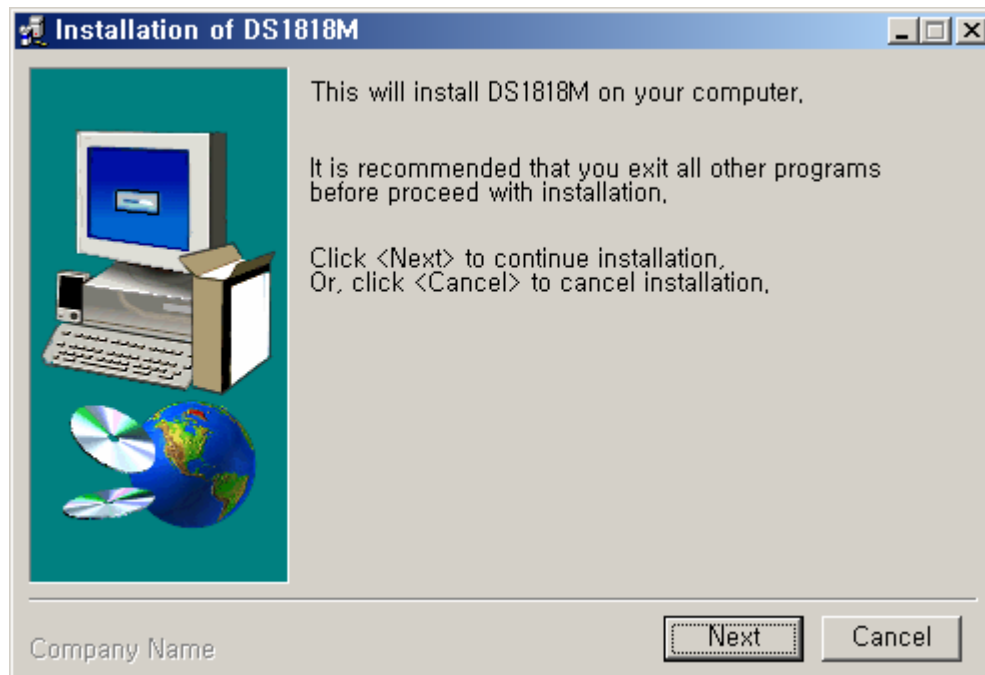 Installation of DS1818M
This will install DS1818M on your computer.
It is recommended that you exit all other programs
before proceed with installation.
Click <Next> to continue installation.
Or, click <Cancel> to cancel installation.
Company Name
Next
Cancel